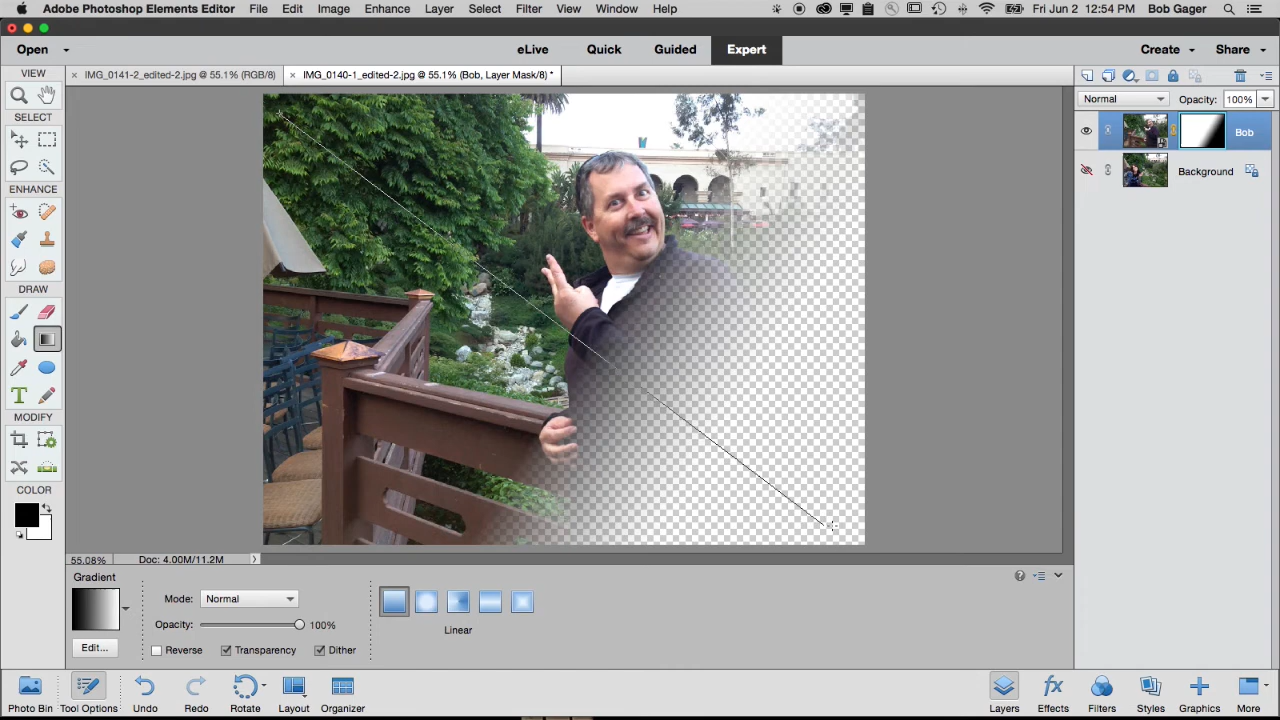 Adobe Photoshop Elements Editor File Edit Image Enhance Layer Select Filter View Window Help Fri Jun 2 12:54 PM Bob Gager
Open eLive Quick Guided Expert Create Share
VIEW × IMG_0141-2_edited-2.jpg @ 55.1% (RGB/8) × IMG_0140-1_edited-2.jpg @ 55.1% (Bob, Layer Mask/8) *
Normal Opacity: 100%
SELECT
Bob
Background
ENHANCE
DRAW
T
MODIFY
COLOR
55.08% Doc: 4.00M/11.2M
Gradient
Mode: Normal
Opacity: 100% Linear
Edit... Reverse Transparency Dither
Photo Bin Tool Options Undo Redo Rotate Layout Organizer Layers Effects Filters Styles Graphics More